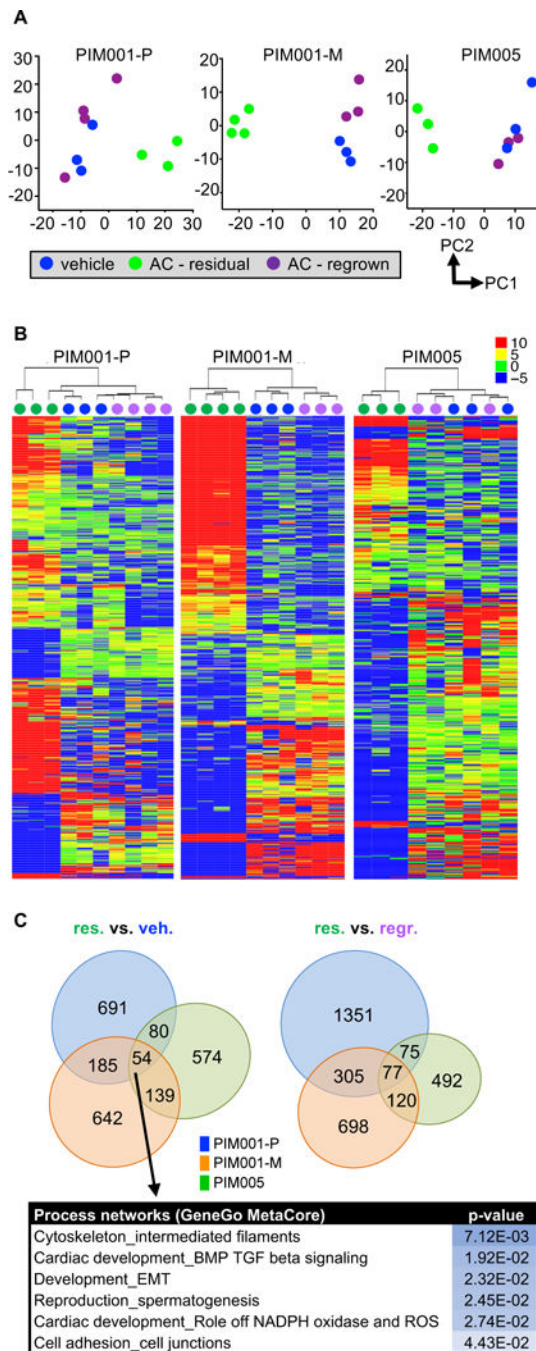 A
PIM001-P PIM001-M PIM005
30 20 20
20
10 10
10
0 0 0
-10
-10 -10
-20
-30 -20 -20
-20 -10 0 10 20 30 -20 -10 0 10 20 -20 -10 0 10
vehicle AC - residual AC - regrown
PC2
PC1
B
PIM001-P PIM001-M PIM005
10
5
0
-5
C
res. vs. veh. res. vs. regr.
691 80 54 574 185 139 642
1351 75 77 492 305 120 698
PIM001-P
PIM001-M
PIM005
Process networks (GeneGo MetaCore) p-value
Cytoskeleton_intermediated filaments 7.12E-03
Cardiac development_BMP TGF beta signaling 1.92E-02
Development_EMT 2.32E-02
Reproduction_spermatogenesis 2.45E-02
Cardiac development_Role off NADPH oxidase and ROS 2.74E-02
Cell adhesion_cell junctions 4.43E-02